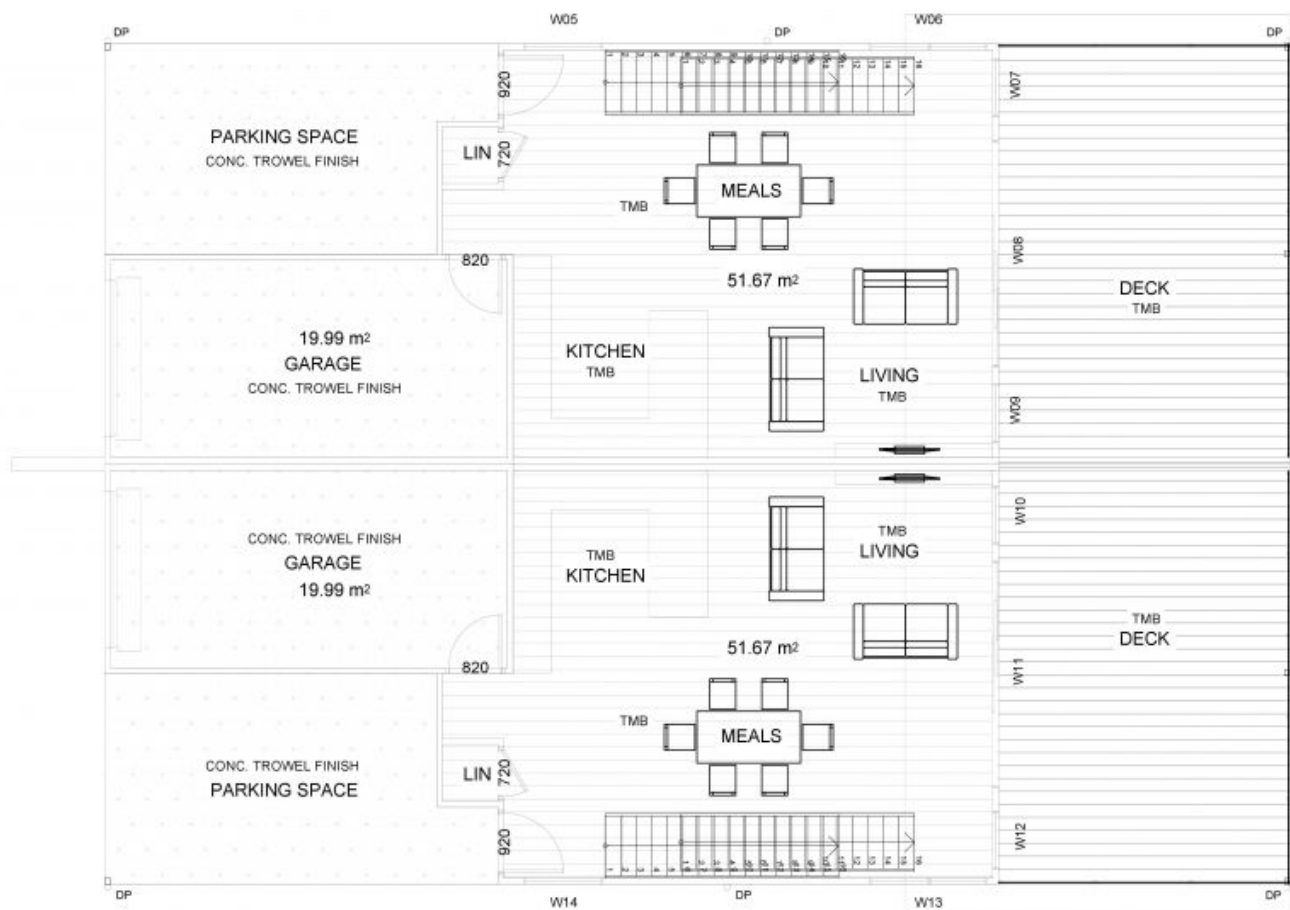 W05
W06
DP
DP
DP
920
W07
PARKING SPACE
CONC. TROWEL FINISH
LIN
720
MEALS
TMB
820
51.67 m²
W08
DECK
TMB
19.99 m²
GARAGE
CONC. TROWEL FINISH
KITCHEN
TMB
LIVING
TMB
W09
CONC. TROWEL FINISH
GARAGE
19.99 m²
TMB
KITCHEN
TMB
LIVING
W10
TMB
DECK
820
51.67 m²
W11
TMB
MEALS
CONC. TROWEL FINISH
PARKING SPACE
LIN
720
920
W12
DP
W14
DP
W13
DP